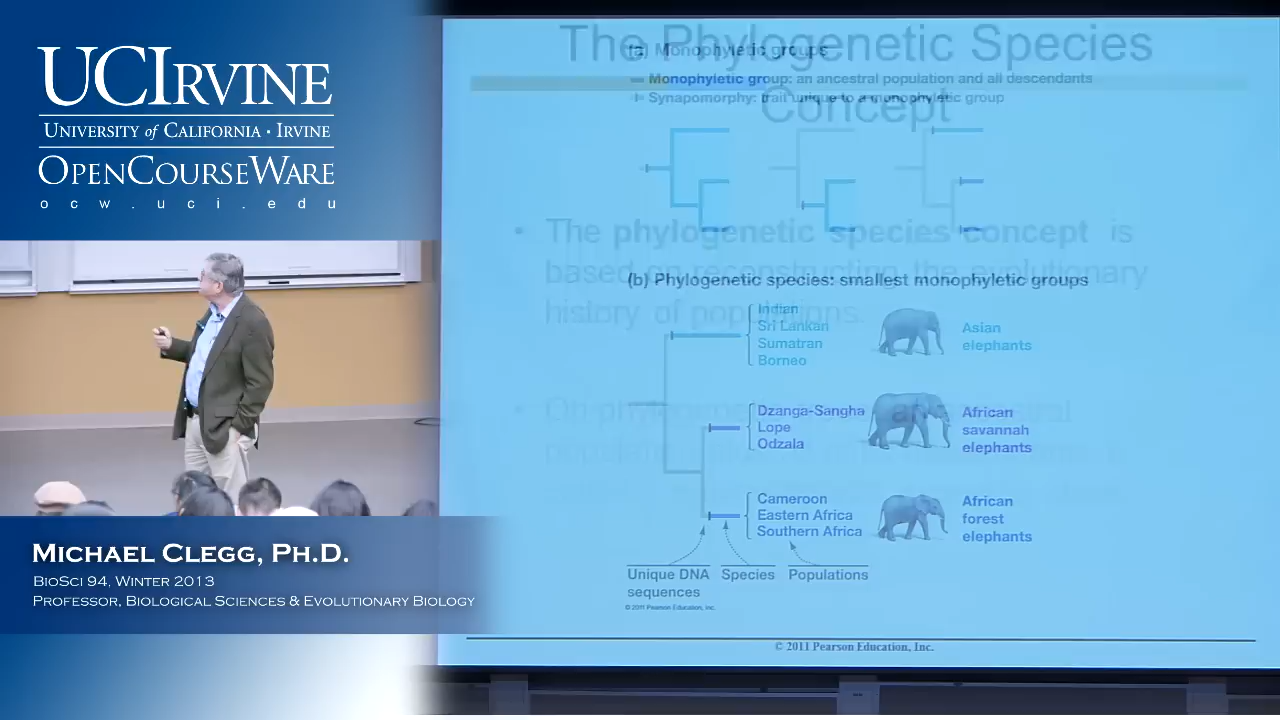 UCIRVINE
UNIVERSITY of CALIFORNIA · IRVINE
OPENCOURSEWARE
ocw.uci.edu
MICHAEL CLEGG, PH.D.
BIOSCI 94, WINTER 2013
PROFESSOR, BIOLOGICAL SCIENCES & EVOLUTIONARY BIOLOGY
The Phylogenetic Species
Concept
(a) Monophyletic groups
Monophyletic group: an ancestral population and all descendants
Synapomorphy: trait unique to a monophyletic group
• The phylogenetic species concept is
based on reconstructing the evolutionary
history of populations.
(b) Phylogenetic species: smallest monophyletic groups
Indian
Sri Lankan
Sumatran
Borneo
Asian
elephants
Dzanga-Sangha
Lope
Odzala
African
savannah
elephants
Cameroon
Eastern Africa
Southern Africa
African
forest
elephants
Unique DNA
sequences
Species
Populations
© 2011 Pearson Education, Inc.
© 2011 Pearson Education, Inc.